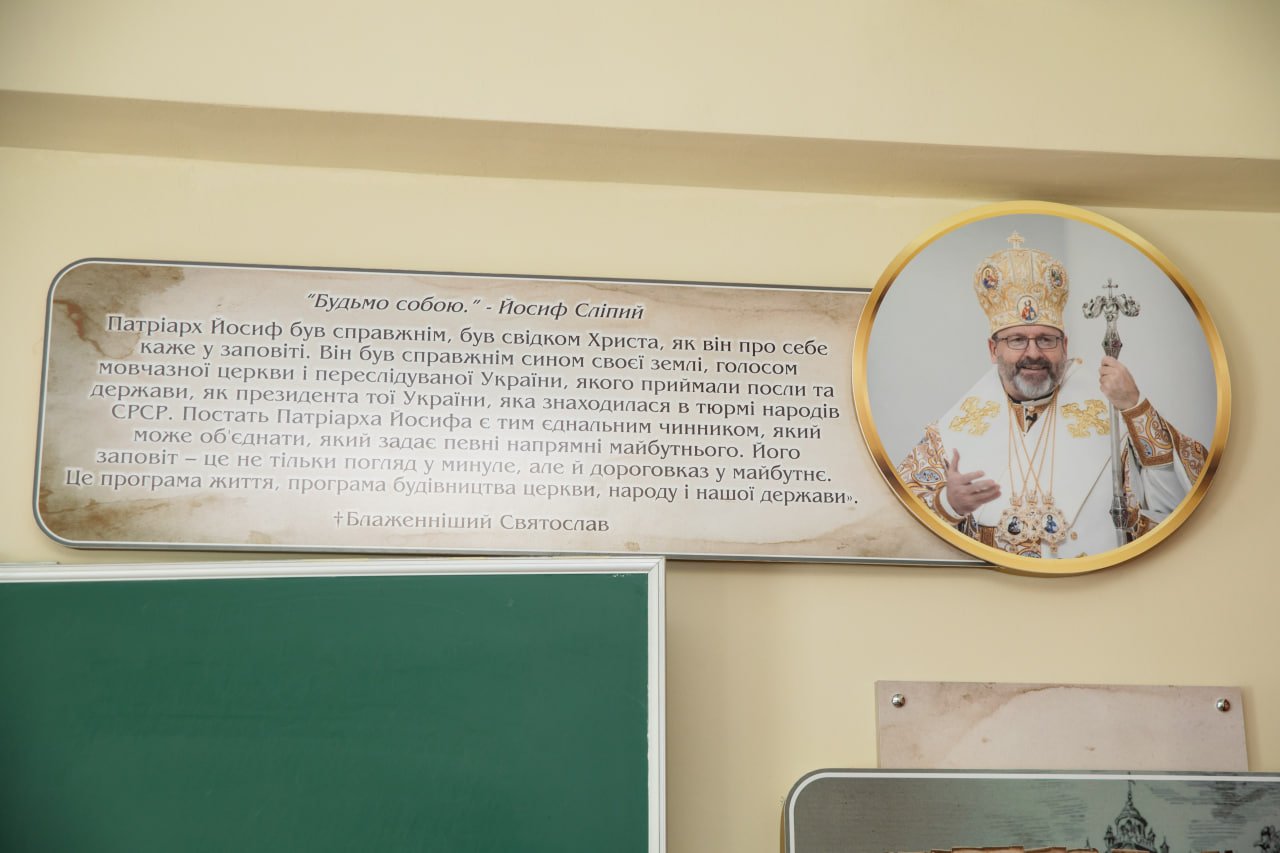 “Будьмо собою.” - Йосиф Сліпий
Патріарх Йосиф був справжнім, був свідком Христа, як він про себе
каже у заповіті. Він був справжнім сином своєї землі, голосом
мовчазної церкви і переслідуваної України, якого приймали посли та
держави, як президента тої України, яка знаходилася в тюрмі народів
СРСР. Постать Патріарха Йосифа є тим єднальним чинником, який
може об'єднати, який задає певні напрямні майбутнього. Його
заповіт – це не тільки погляд у минуле, але й дороговказ у майбутнє.
Це програма життя, програма будівництва церкви, народу і нашої держави».
†Блаженніший Святослав